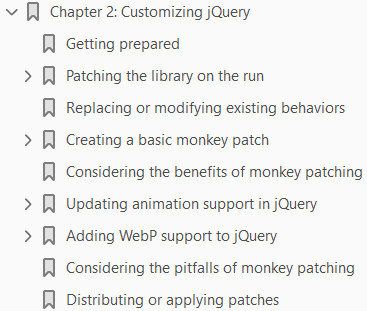 Chapter 2: Customizing jQuery
Getting prepared
Patching the library on the run
Replacing or modifying existing behaviors
Creating a basic monkey patch
Considering the benefits of monkey patching
Updating animation support in jQuery
Adding WebP support to jQuery
Considering the pitfalls of monkey patching
Distributing or applying patches